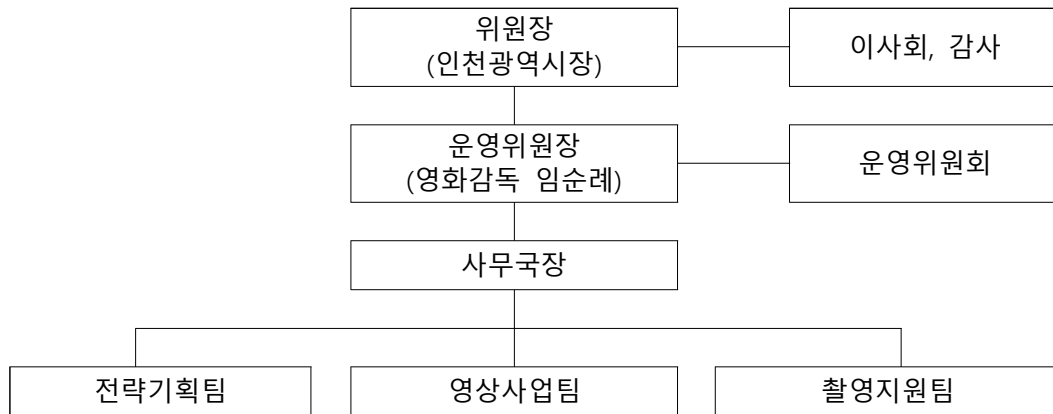 위원장
(인천광역시장)
이사회, 감사
운영위원장
(영화감독 임순례)
운영위원회
사무국장
전략기획팀
영상사업팀
촬영지원팀